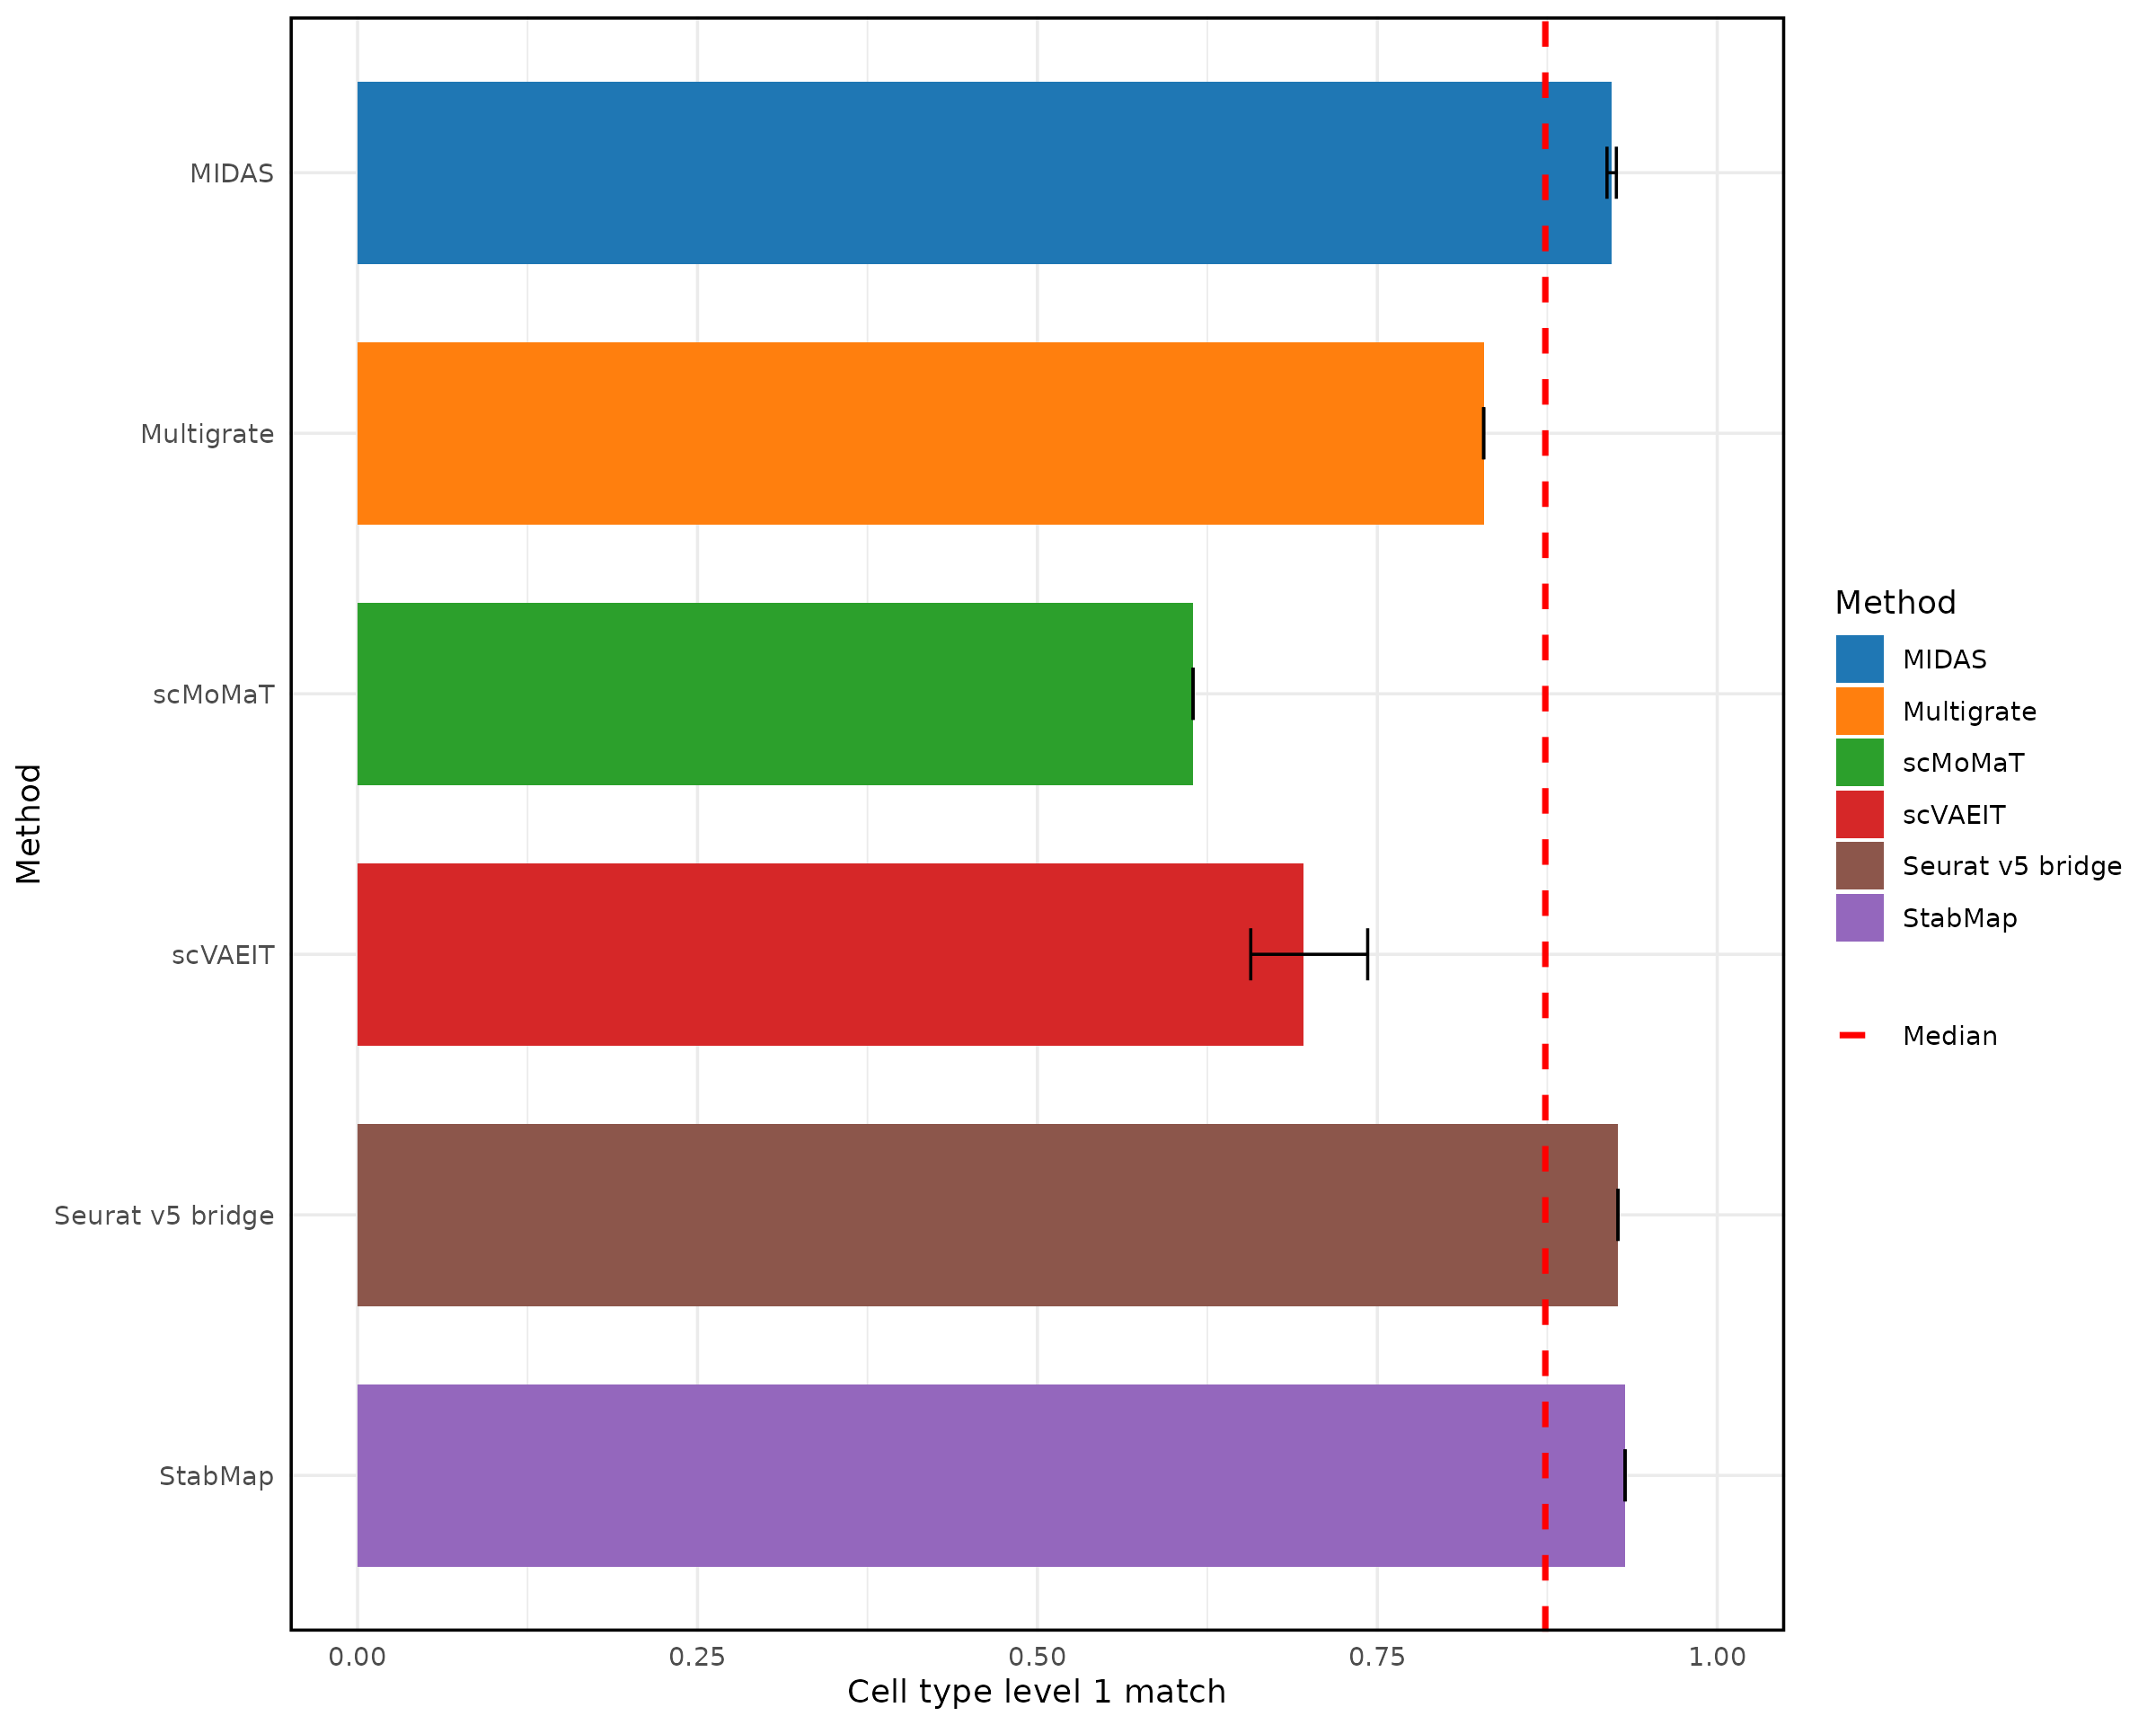 Method
MIDAS
Multigrate
scMoMaT
scVAEIT
Seurat v5 bridge
StabMap
0.00 0.25 0.50 0.75 1.00
Cell type level 1 match
Method
MIDAS
Multigrate
scMoMaT
scVAEIT
Seurat v5 bridge
StabMap
Median